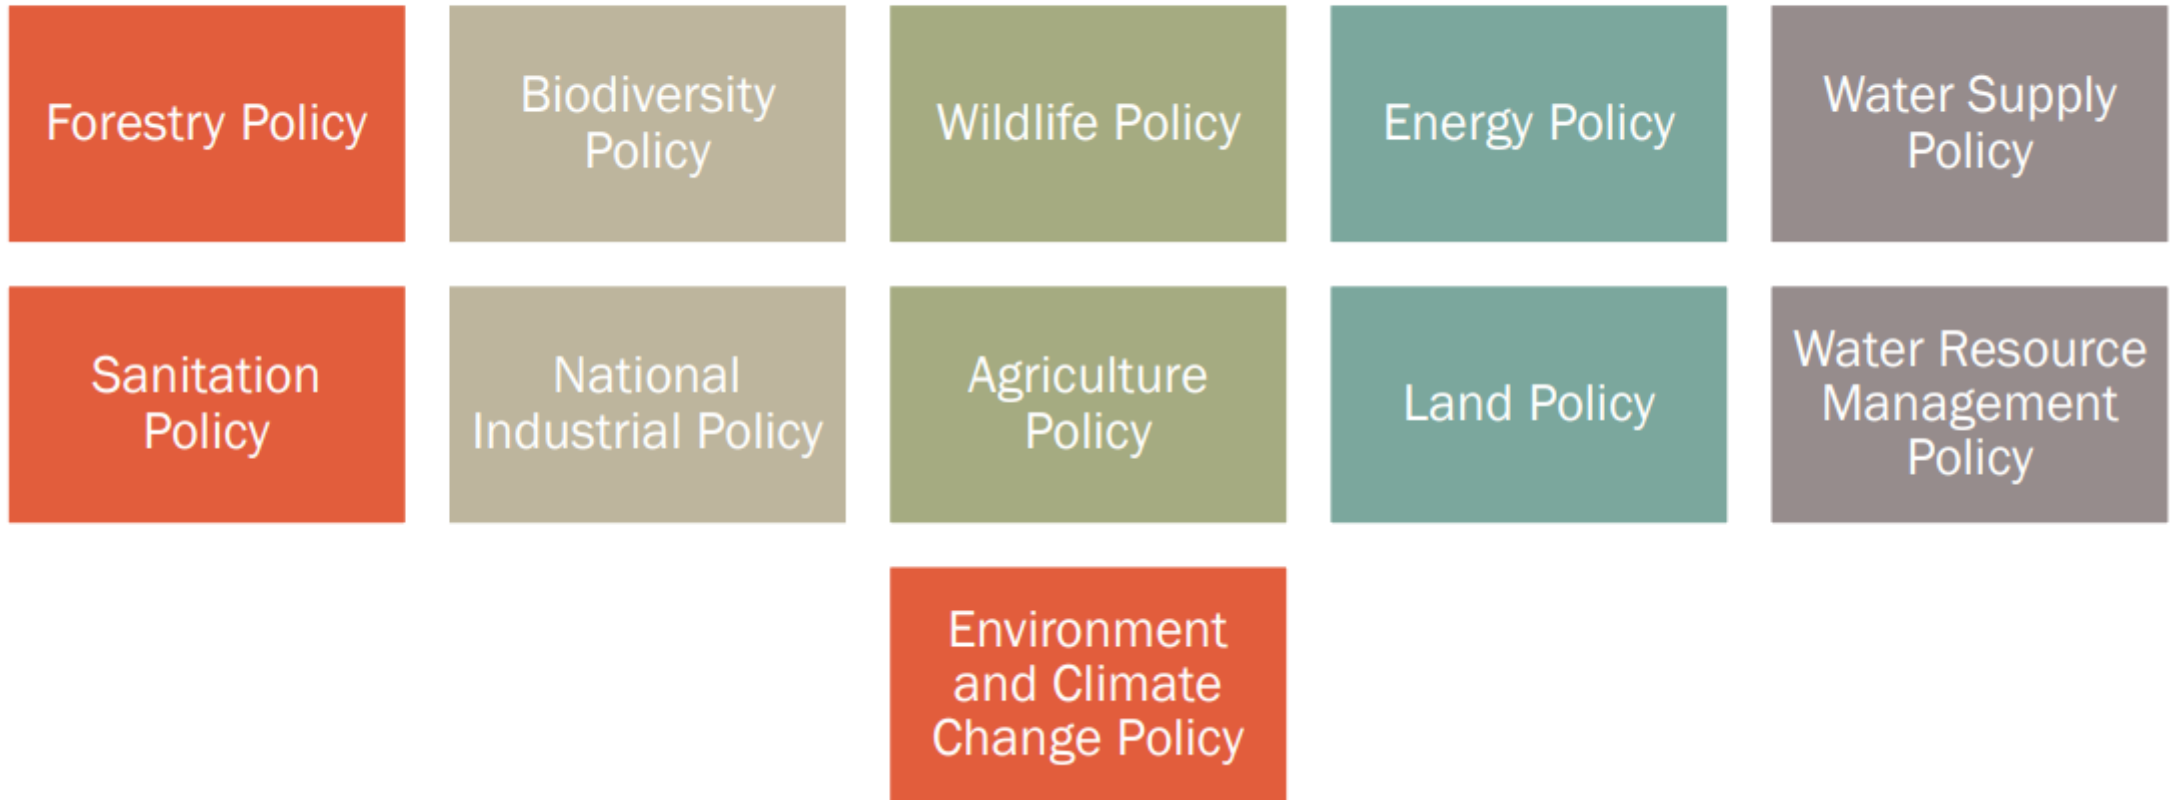 Forestry Policy
Biodiversity
Policy
Wildlife Policy
Energy Policy
Water Supply
Policy
Sanitation
Policy
National
Industrial Policy
Agriculture
Policy
Land Policy
Water Resource
Management
Policy
Environment
and Climate
Change Policy